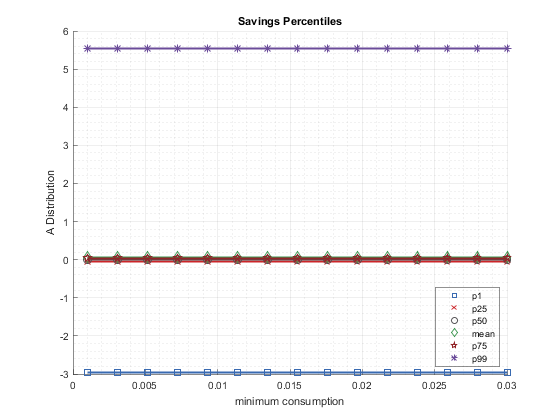 Savings Percentiles
6
5
4
3
2
1
0
-1
-2
-3
A Distribution
p1
p25
p50
mean
p75
p99
0 0.005 0.01 0.015 0.02 0.025 0.03
minimum consumption